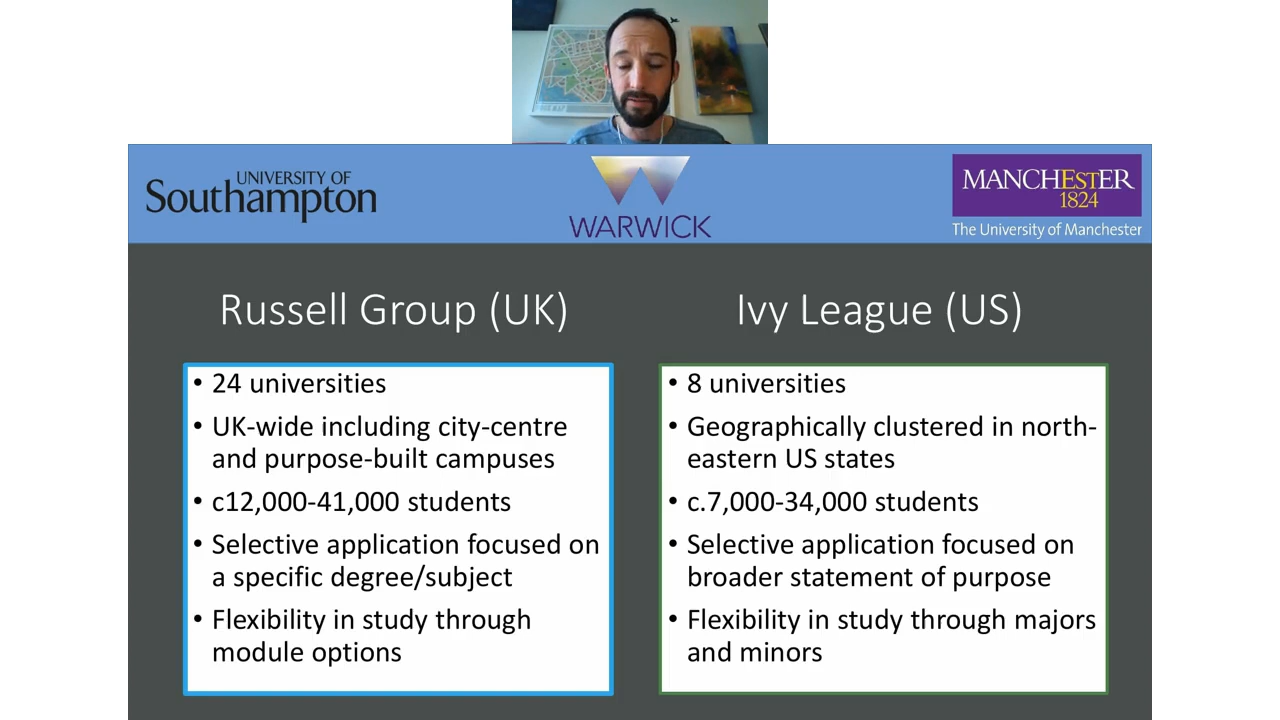 UNIVERSITY OF
Southampton
WARWICK
MANCHESTER
1824
The University of Manchester
Russell Group (UK)
• 24 universities
• UK-wide including city-centre
and purpose-built campuses
• c12,000-41,000 students
• Selective application focused on
a specific degree/subject
• Flexibility in study through
module options
Ivy League (US)
• 8 universities
• Geographically clustered in north-
eastern US states
• c.7,000-34,000 students
• Selective application focused on
broader statement of purpose
• Flexibility in study through majors
and minors